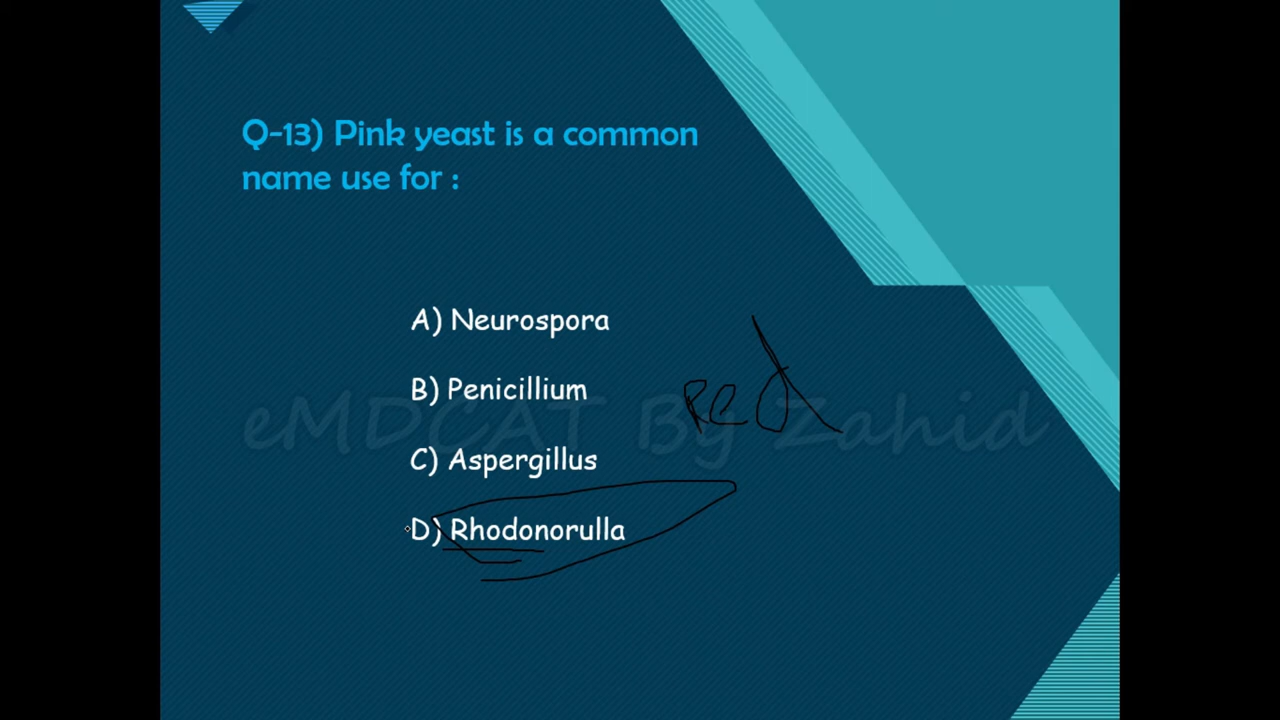 Q-13) Pink yeast is a common
name use for :
A) Neurospora
B) Penicillium
red
eMDCAT By Zahid
C) Aspergillus
D) Rhodonorulla